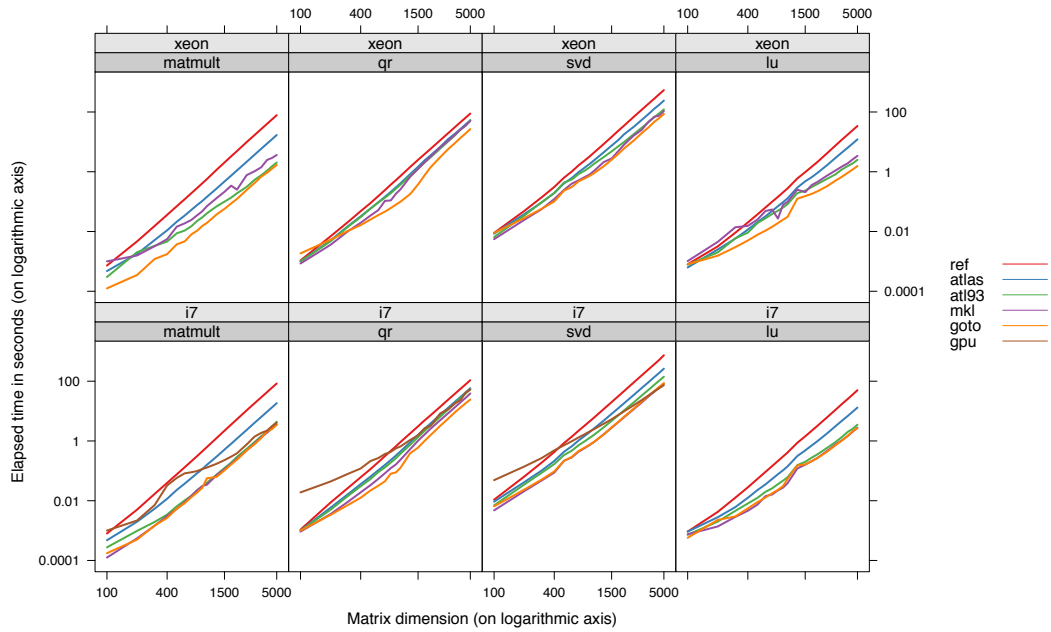 100 400 1500 5000 100 400 1500 5000
xeon xeon xeon xeon
matmult qr svd lu
100
1
0.01
0.0001
i7 i7 i7 i7
matmult qr svd lu
100
1
0.01
0.0001
100 400 1500 5000 100 400 1500 5000
Matrix dimension (on logarithmic axis)
Elapsed time in seconds (on logarithmic axis)
ref
atlas
atl93
mkl
goto
gpu